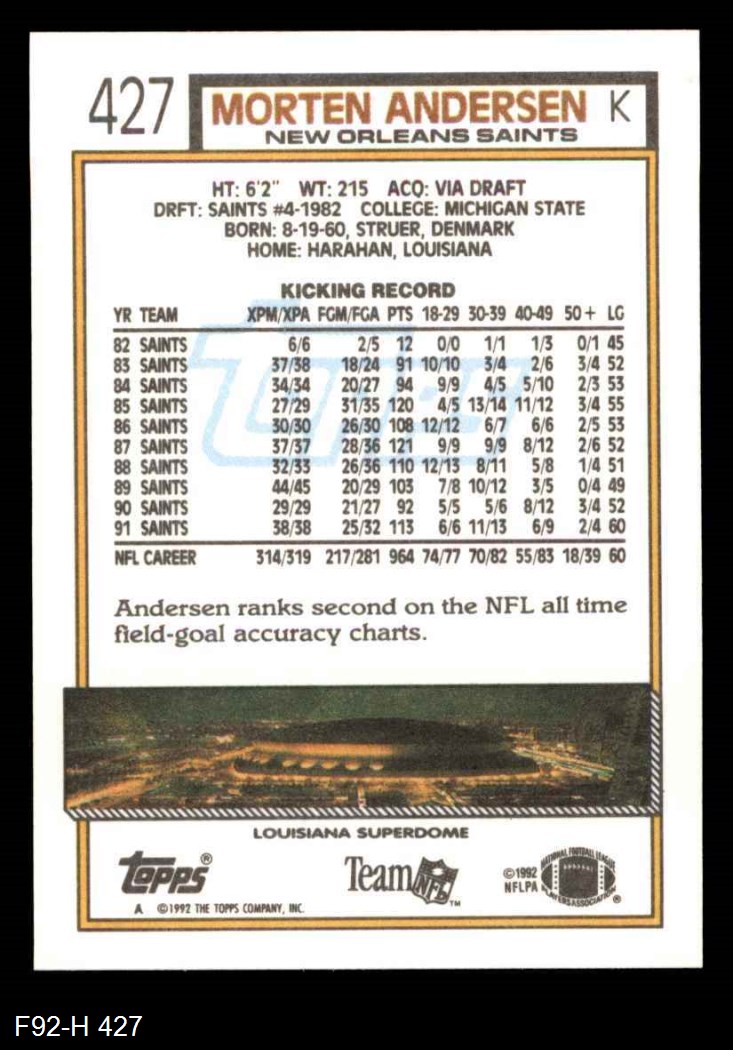 427 MORTEN ANDERSEN K
NEW ORLEANS SAINTS
HT: 6'2" WT: 215 ACQ: VIA DRAFT
DRFT: SAINTS #4-1982 COLLEGE: MICHIGAN STATE
BORN: 8-19-60, STRUER, DENMARK
HOME: HARAHAN, LOUISIANA
KICKING RECORD
YR TEAM XPM/XPA FGM/FGA PTS 18-29 30-39 40-49 50+ LG
82 SAINTS 6/6 2/5 12 0/0 1/1 1/3 0/1 45
83 SAINTS 37/38 18/24 91 10/10 3/4 2/6 3/4 52
84 SAINTS 34/34 20/27 94 9/9 4/5 5/10 2/3 53
85 SAINTS 27/29 31/35 120 4/5 13/14 11/12 3/4 55
86 SAINTS 30/30 26/30 108 12/12 6/7 6/6 2/5 53
87 SAINTS 37/37 28/36 121 9/9 9/9 8/12 2/6 52
88 SAINTS 32/33 26/36 110 12/13 8/11 5/8 1/4 51
89 SAINTS 44/45 20/29 103 7/8 10/12 3/5 0/4 49
90 SAINTS 29/29 21/27 92 5/5 5/6 8/12 3/4 52
91 SAINTS 38/38 25/32 113 6/6 11/13 6/9 2/4 60
NFL CAREER 314/319 217/281 964 74/77 70/82 55/83 18/39 60
Topps
Andersen ranks second on the NFL all time
field-goal accuracy charts.
LOUISIANA SUPERDOME
Topps®
A ©1992 THE TOPPS COMPANY, INC.
Team NFL™
©1992
NFLPA
NATIONAL FOOTBALL LEAGUE
PLAYERS ASSOCIATION ®
F92-H 427